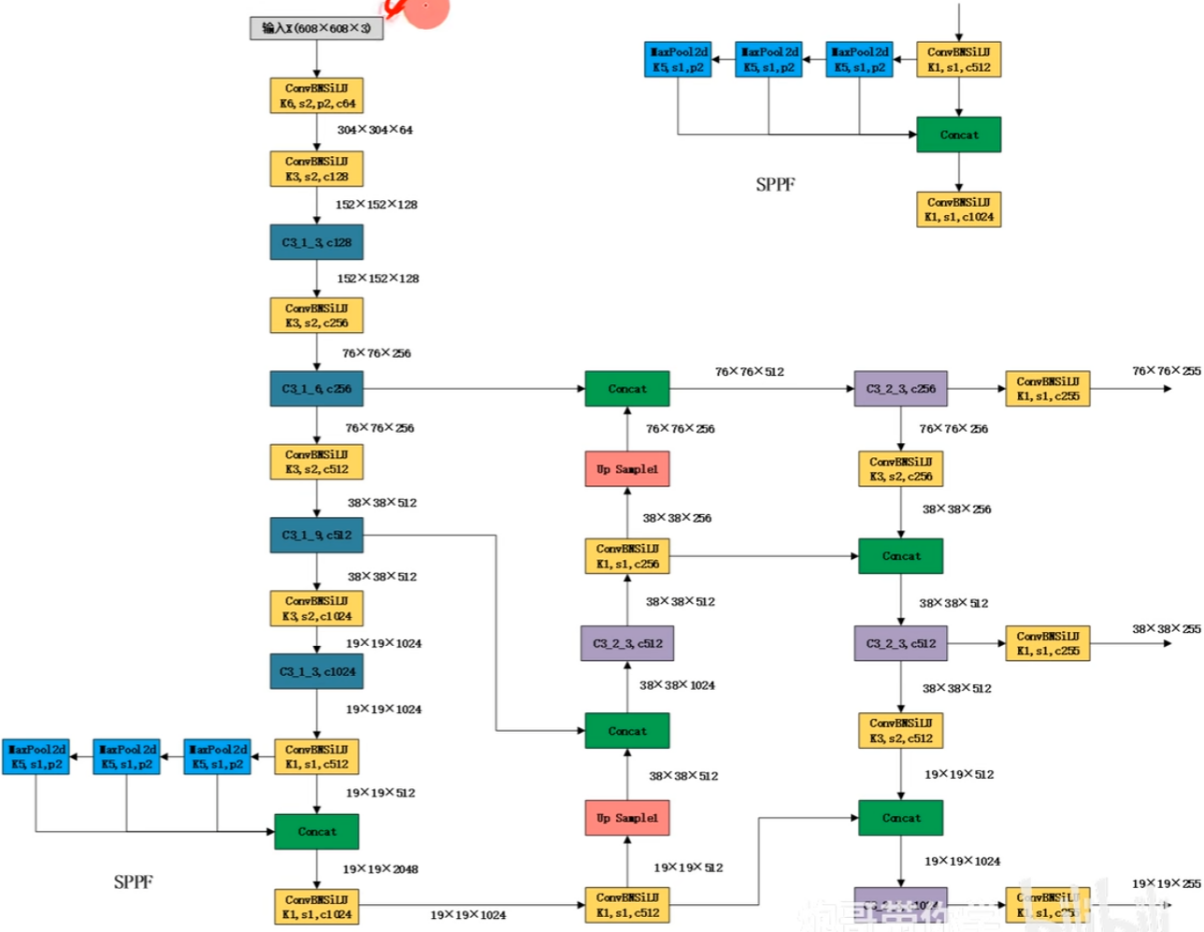 输入X(608×608×3)
ConvBNSiLU
K6,s2,p2,c64
304×304×64
ConvBNSiLU
K3,s2,c128
152×152×128
C3_1_3,c128
152×152×128
ConvBNSiLU
K3,s2,c256
76×76×256
C3_1_6,c256
76×76×256
ConvBNSiLU
K3,s2,c512
38×38×512
C3_1_9,c512
38×38×512
ConvBNSiLU
K3,s2,c1024
19×19×1024
C3_1_3,c1024
19×19×1024
MaxPool2d
K5,s1,p2
MaxPool2d
K5,s1,p2
MaxPool2d
K5,s1,p2
ConvBNSiLU
K1,s1,c512
19×19×512
Concat
SPPF
19×19×2048
ConvBNSiLU
K1,s1,c1024
19×19×1024
MaxPool2d
K5,s1,p2
MaxPool2d
K5,s1,p2
MaxPool2d
K5,s1,p2
ConvBNSiLU
K1,s1,c512
Concat
SPPF
ConvBNSiLU
K1,s1,c1024
Concat
76×76×512
76×76×256
Up Sample1
38×38×256
ConvBNSiLU
K1,s1,c256
38×38×512
C3_2_3,c512
38×38×1024
Concat
38×38×512
Up Sample1
19×19×512
ConvBNSiLU
K1,s1,c512
C3_2_3,c256
ConvBNSiLU
K1,s1,c255
76×76×255
76×76×256
ConvBNSiLU
K3,s2,c256
38×38×256
Concat
38×38×512
C3_2_3,c512
ConvBNSiLU
K1,s1,c255
38×38×255
38×38×512
ConvBNSiLU
K3,s2,c512
19×19×512
Concat
19×19×1024
ConvBNSiLU
19×19×255
炮哥带你学
bilibili